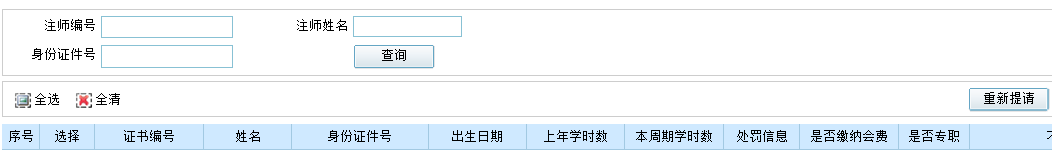 注师编号 注师姓名
身份证件号 查询
全选 全清 重新提请
序号 选择 证书编号 姓名 身份证件号 出生日期 上年学时数 本周期学时数 处罚信息 是否缴纳会费 是否专职